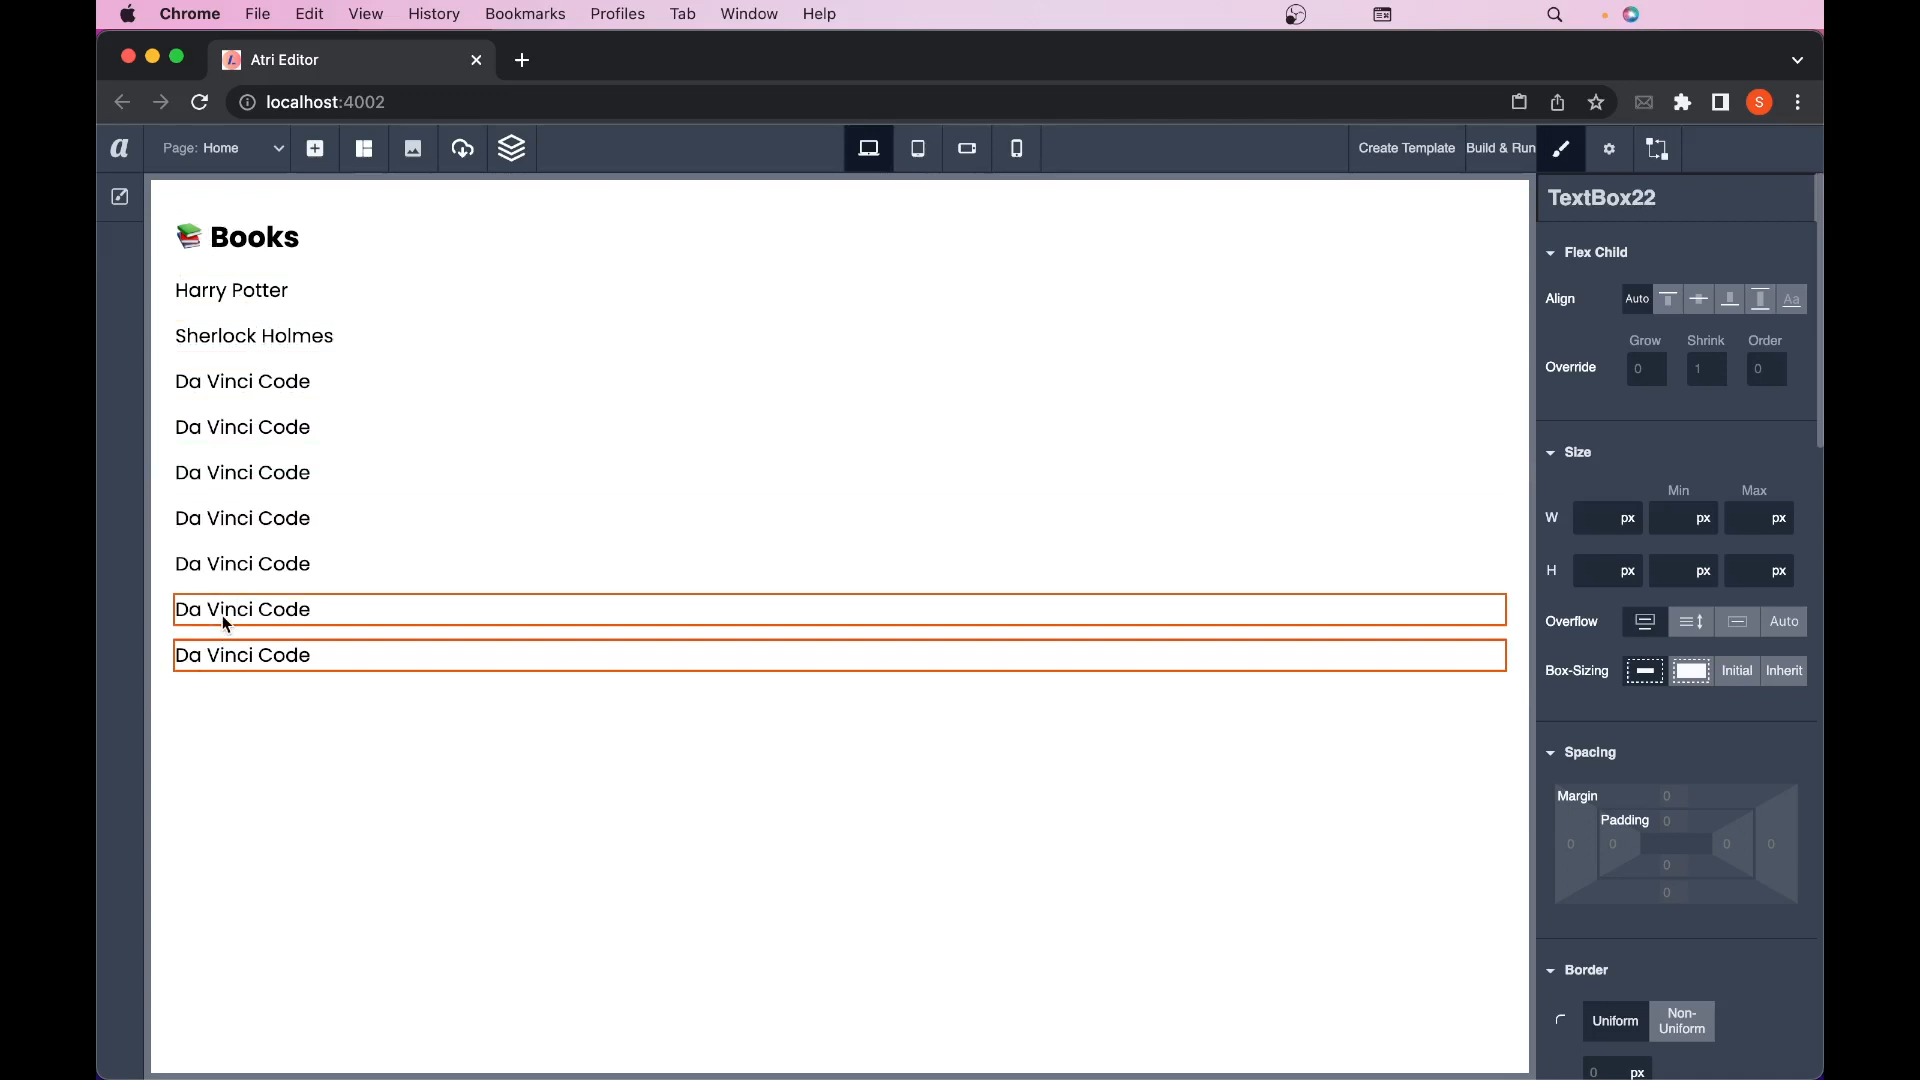 Chrome File Edit View History Bookmarks Profiles Tab Window Help
Atri Editor
localhost:4002
S
a Page: Home Create Template Build & Run
TextBox22
📚 Books
Harry Potter
Sherlock Holmes
Da Vinci Code
Da Vinci Code
Da Vinci Code
Da Vinci Code
Da Vinci Code
Da Vinci Code
Da Vinci Code
Flex Child
Align Auto Aa
Grow Shrink Order
Override 0 1 0
Size
Min Max
W px px px
H px px px
Overflow Auto
Box-Sizing Initial Inherit
Spacing
Margin 0
Padding 0
0 0 0 0
0
0
Border
Uniform Non-
Uniform
0 px